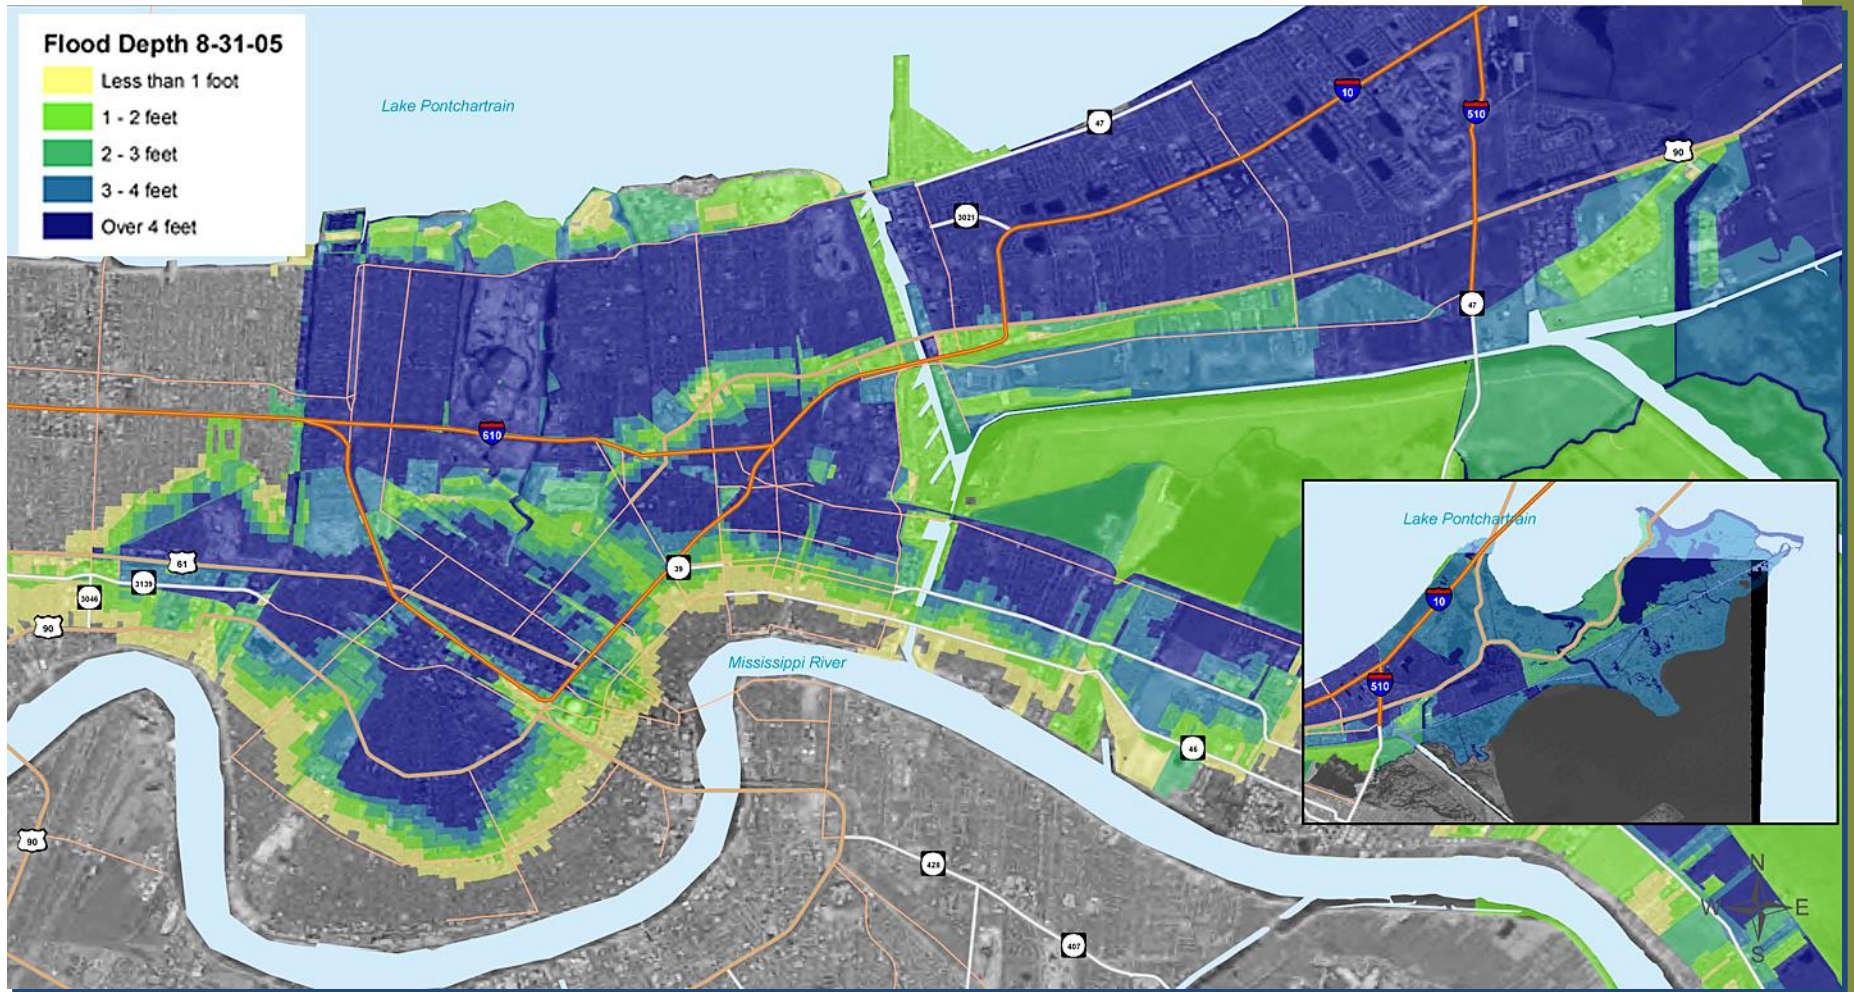 Flood Depth 8-31-05
Less than 1 foot
1 - 2 feet
2 - 3 feet
3 - 4 feet
Over 4 feet
Lake Pontchartrain
10
47
510
90
3021
47
610
61
3139
39
3046
90
Mississippi River
46
90
428
407
Lake Pontchartrain
10
510
N
W
E
S